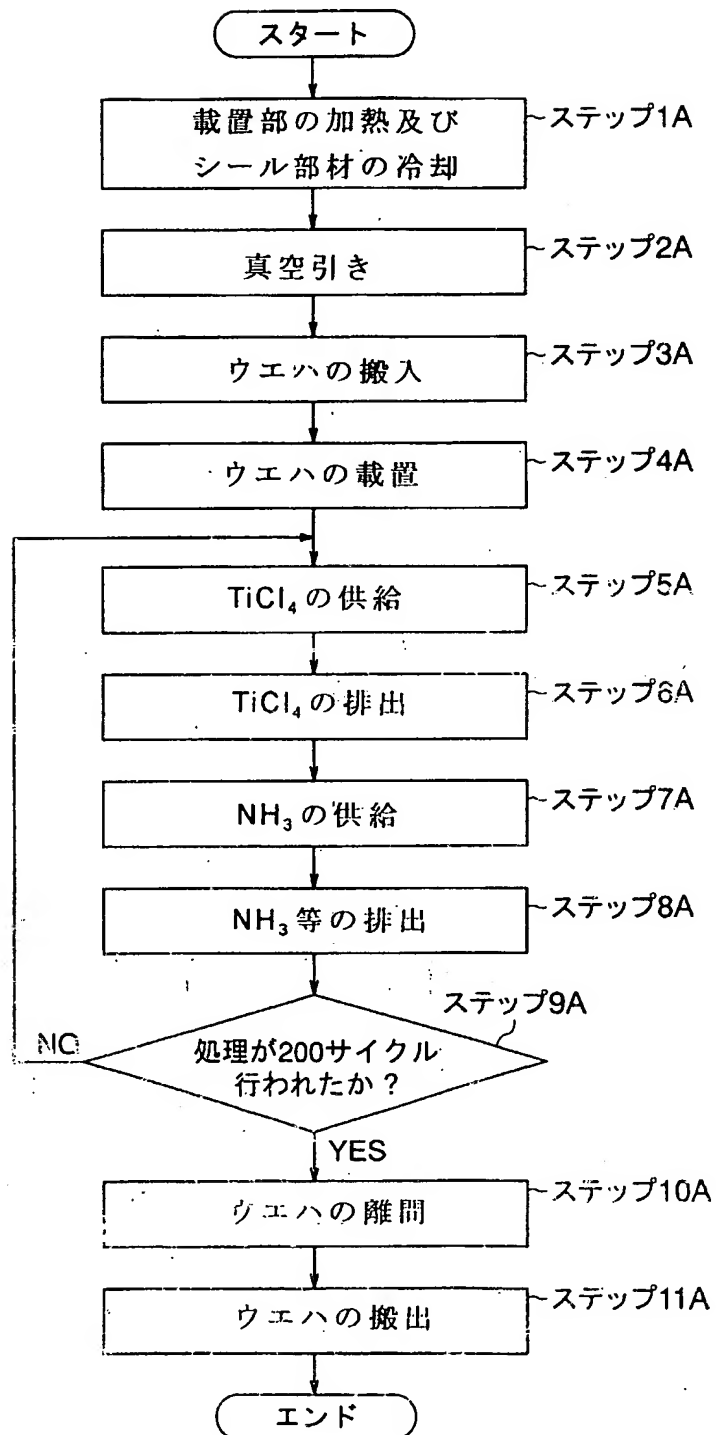 スタート
載置部の加熱及び
シール部材の冷却
ステップ1A
真空引き
ステップ2A
ウエハの搬入
ステップ3A
ウエハの載置
ステップ4A
TiCl₄の供給
ステップ5A
TiCl₄の排出
ステップ6A
NH₃の供給
ステップ7A
NH₃等の排出
ステップ8A
ステップ9A
処理が200サイクル
行われたか？
NO
YES
ウエハの離間
ステップ10A
ウエハの搬出
ステップ11A
エンド